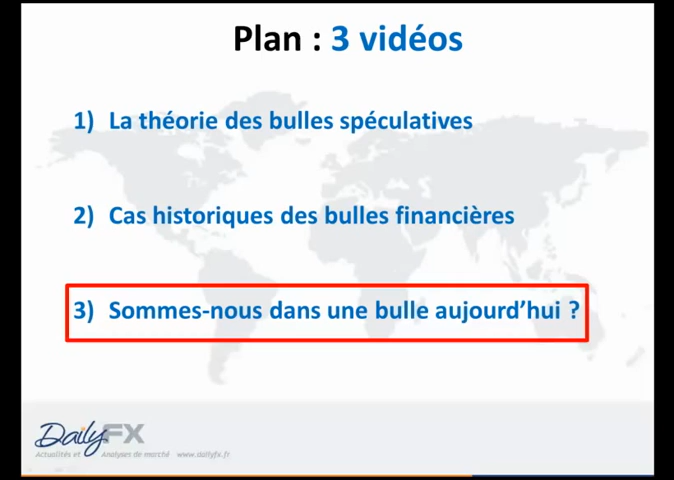 Plan : 3 vidéos
1) La théorie des bulles spéculatives
2) Cas historiques des bulles financières
3) Sommes-nous dans une bulle aujourd'hui ?
DailyFX
Actualités et Analyses de marché www.dailyfx.fr